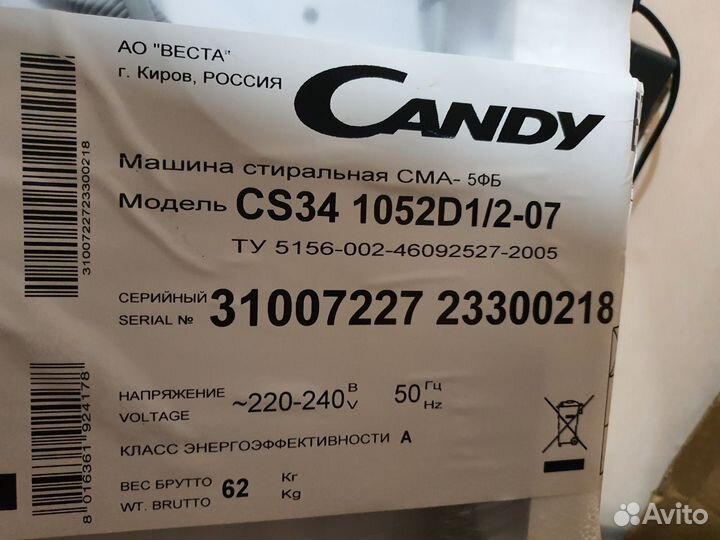 АО "ВЕСТА"
г. Киров, РОССИЯ
CANDY
Машина стиральная СМА- 5ФБ
Модель CS34 1052D1/2-07
ТУ 5156-002-46092527-2005
СЕРИЙНЫЙ
SERIAL № 31007227 23300218
НАПРЯЖЕНИЕ
VOLTAGE ~220-240 В
V
50 Гц
Hz
КЛАСС ЭНЕРГОЭФФЕКТИВНОСТИ А
ВЕС БРУТТО
WT. BRUTTO 62 Кг
Kg
3100722723300218
8 016361 924178
Avito